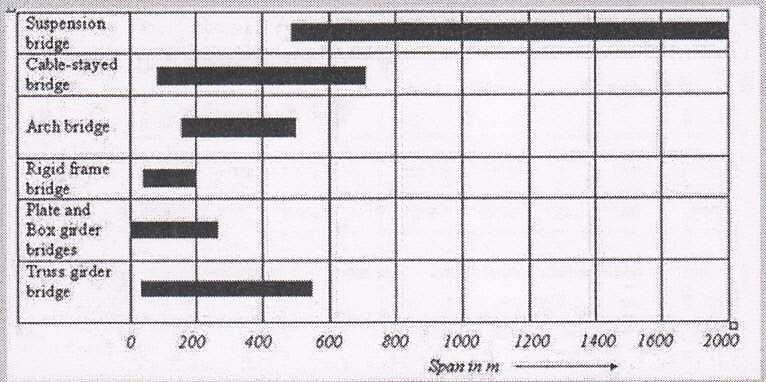 Suspension
bridge
Cable-stayed
bridge
Arch bridge
Rigid frame
bridge
Plate and
Box girder
bridges
Truss girder
bridge
0 200 400 600 800 1000 1200 1400 1600 2000
Span in m